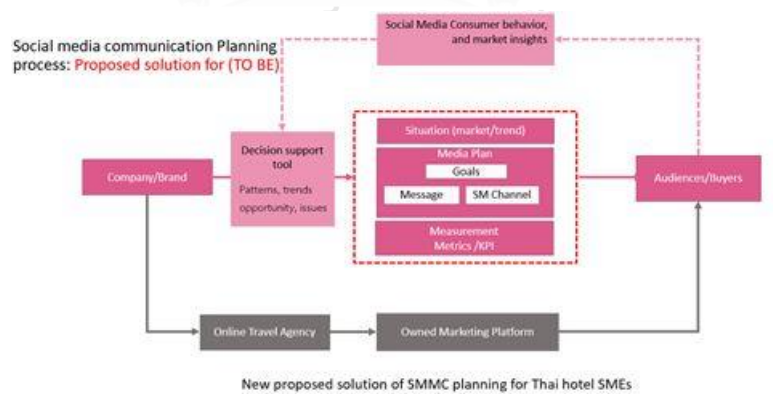 Social Media Consumer behavior,
and market insights
Social media communication Planning
process: Proposed solution for (TO BE)
Situation (market/trend)
Decision support
tool
Patterns, trends
opportunity, issues
Media Plan
Goals
Message
SM Channel
Company/Brand
Audiences/Buyers
Measurement
Metrics /KPI
Online Travel Agency
Owned Marketing Platform
New proposed solution of SMMC planning for Thai hotel SMEs